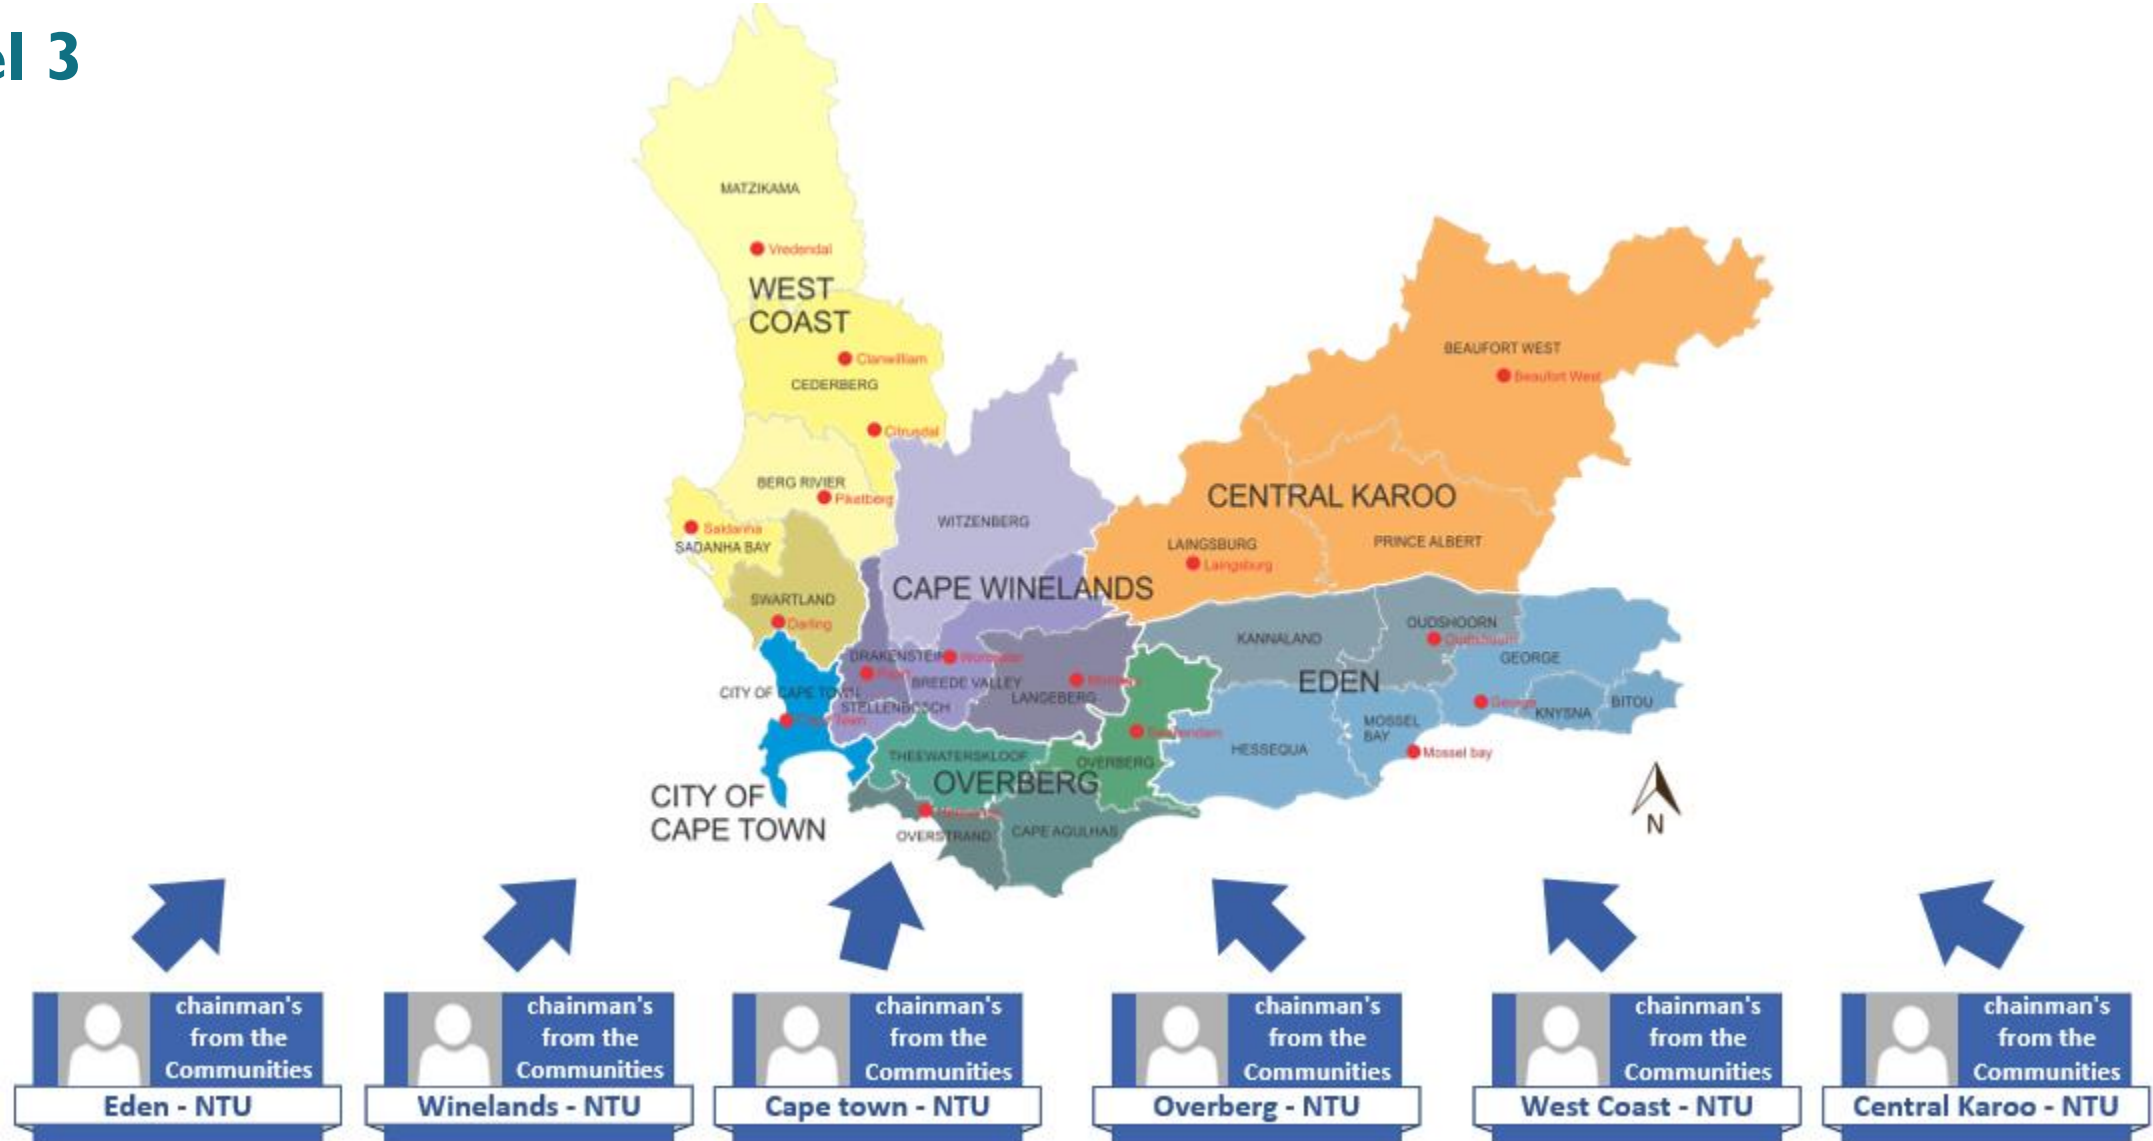 el 3
MATZIKAMA
Vredendal
WEST
COAST
Clanwilliam
CEDERBERG
Citrusdal
BERG RIVIER
Piketberg
Saldanha
SADANHA BAY
SWARTLAND
Darling
WITZENBERG
CAPE WINELANDS
BEAUFORT WEST
Beaufort West
CENTRAL KAROO
LAINGSBURG
Laingsburg
PRINCE ALBERT
KANNALAND
OUDSHOORN
Oudshoorn
GEORGE
EDEN
George
KNYSNA
BITOU
MOSSEL
BAY
Mossel bay
HESSEQUA
DRAKENSTEIN
Worcester
BREEDE VALLEY
LANGEBERG
STELLENBOSCH
CITY OF CAPE TOWN
Cape Town
THEEWATERSKLOOF
OVERBERG
OVERBERG
Swellendam
OVERSTRAND
CAPE AGULHAS
CITY OF
CAPE TOWN
N
chainman's
from the
Communities
Eden - NTU
chainman's
from the
Communities
Winelands - NTU
chainman's
from the
Communities
Cape town - NTU
chainman's
from the
Communities
Overberg - NTU
chainman's
from the
Communities
West Coast - NTU
chainman's
from the
Communities
Central Karoo - NTU